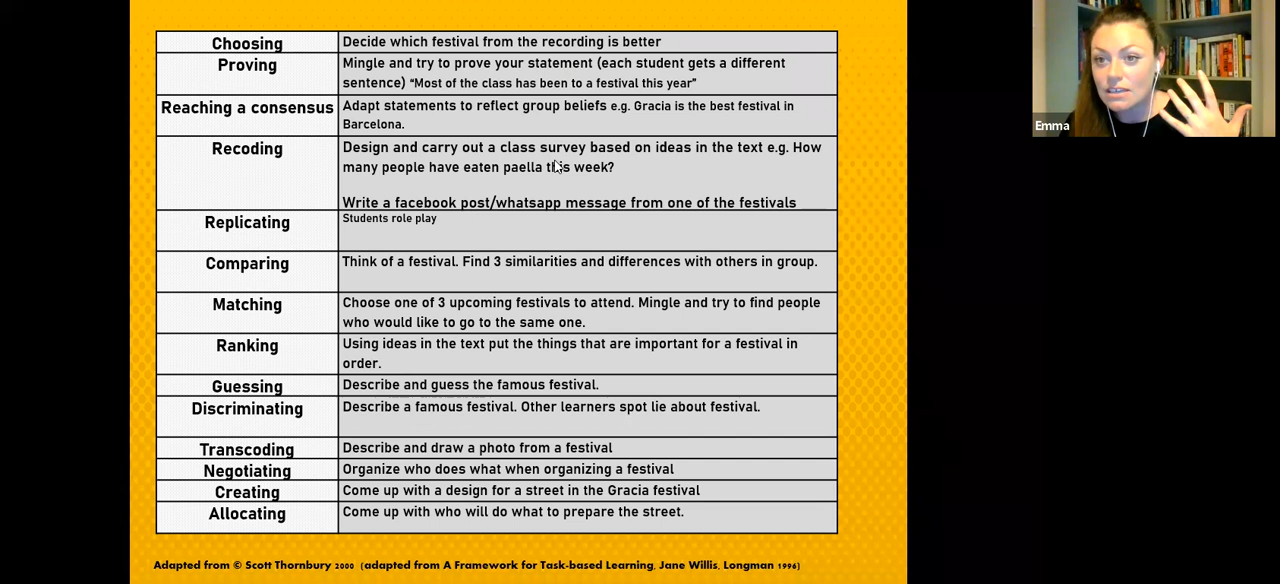 Choosing
Decide which festival from the recording is better
Proving
Mingle and try to prove your statement (each student gets a different
sentence) “Most of the class has been to a festival this year”
Reaching a consensus
Adapt statements to reflect group beliefs e.g. Gracia is the best festival in
Barcelona.
Recoding
Design and carry out a class survey based on ideas in the text e.g. How
many people have eaten paella this week?
Write a facebook post/whatsapp message from one of the festivals
Replicating
Students role play
Comparing
Think of a festival. Find 3 similarities and differences with others in group.
Matching
Choose one of 3 upcoming festivals to attend. Mingle and try to find people
who would like to go to the same one.
Ranking
Using ideas in the text put the things that are important for a festival in
order.
Guessing
Describe and guess the famous festival.
Discriminating
Describe a famous festival. Other learners spot lie about festival.
Transcoding
Describe and draw a photo from a festival
Negotiating
Organize who does what when organizing a festival
Creating
Come up with a design for a street in the Gracia festival
Allocating
Come up with who will do what to prepare the street.
Adapted from © Scott Thornbury 2000 (adapted from A Framework for Task-based Learning, Jane Willis, Longman 1996)
Emma